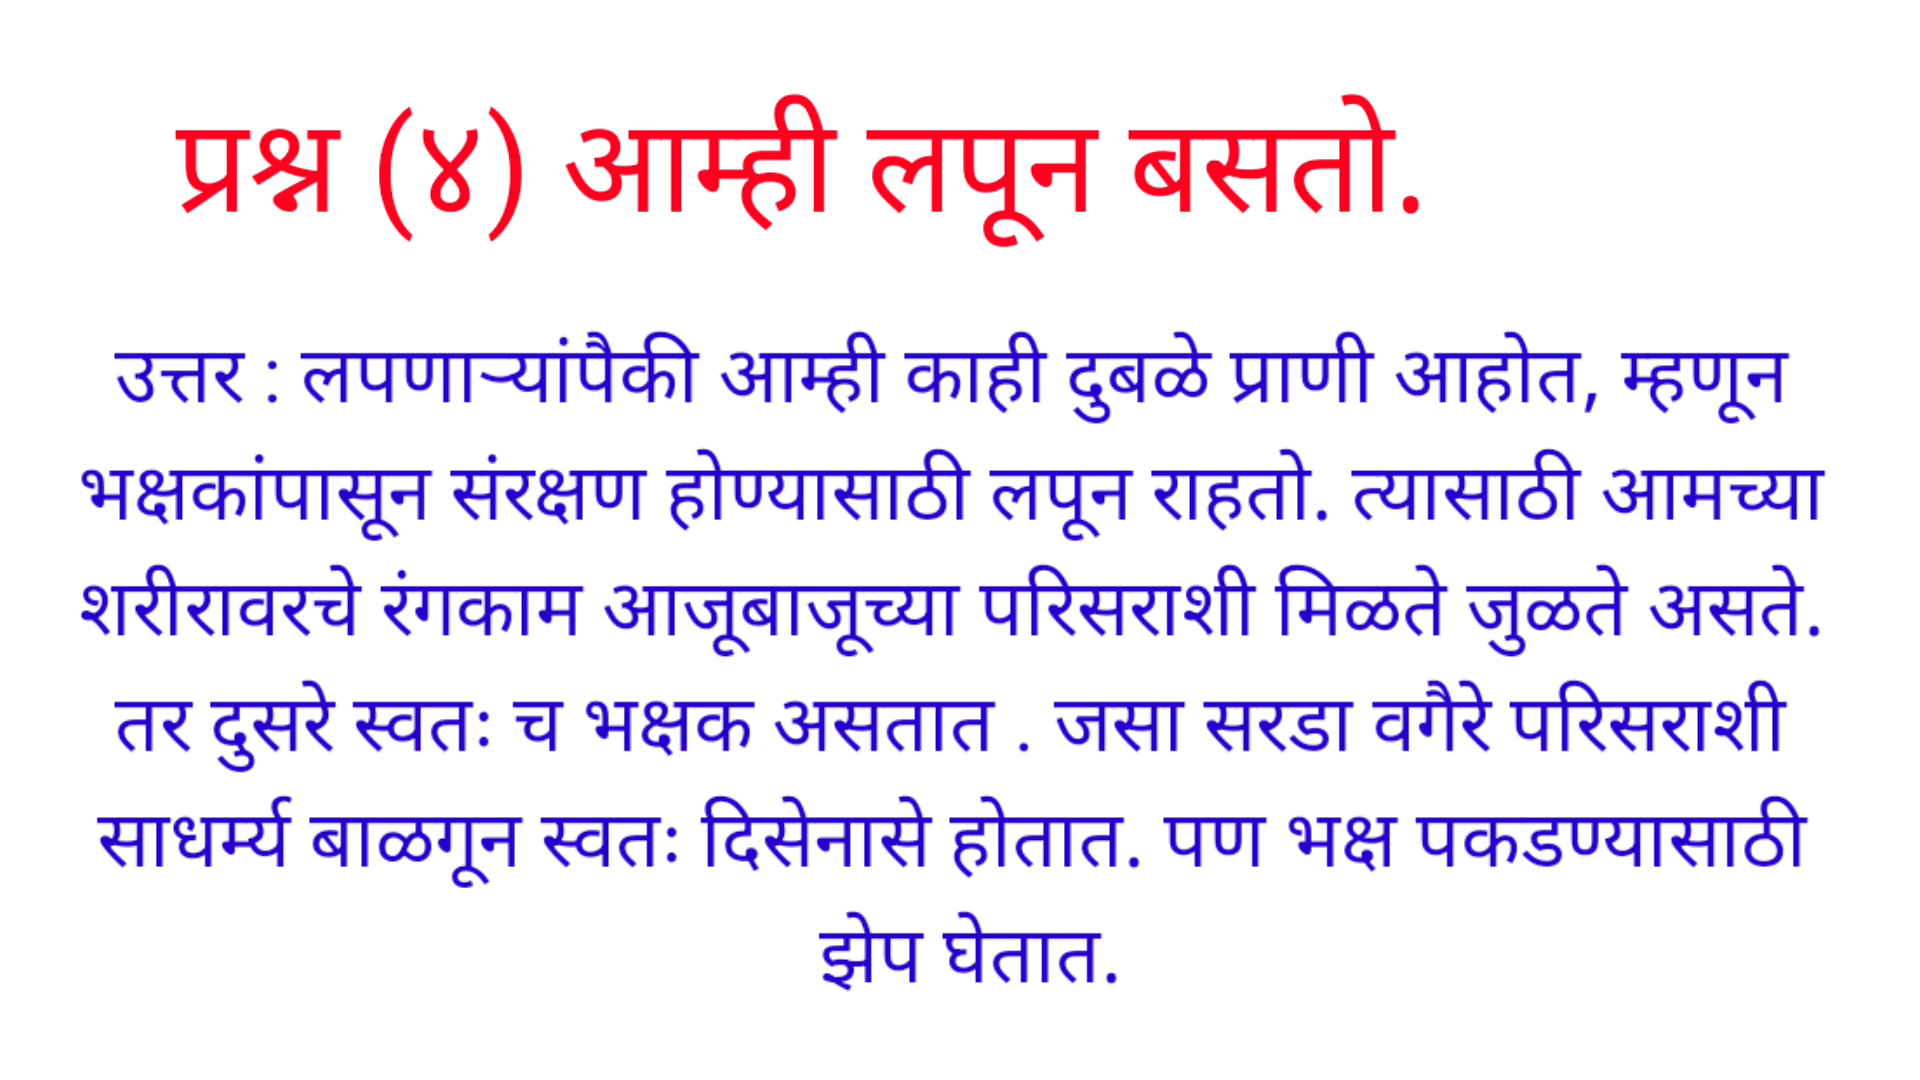 प्रश्न (४) आम्ही लपून बसतो.
उत्तर : लपणाऱ्यांपैकी आम्ही काही दुबळे प्राणी आहोत, म्हणून
भक्षकांपासून संरक्षण होण्यासाठी लपून राहतो. त्यासाठी आमच्या
शरीरावरचे रंगकाम आजूबाजूच्या परिसराशी मिळते जुळते असते.
तर दुसरे स्वतः च भक्षक असतात . जसा सरडा वगैरे परिसराशी
साधर्म्य बाळगून स्वतः दिसेनासे होतात. पण भक्ष पकडण्यासाठी
झेप घेतात.